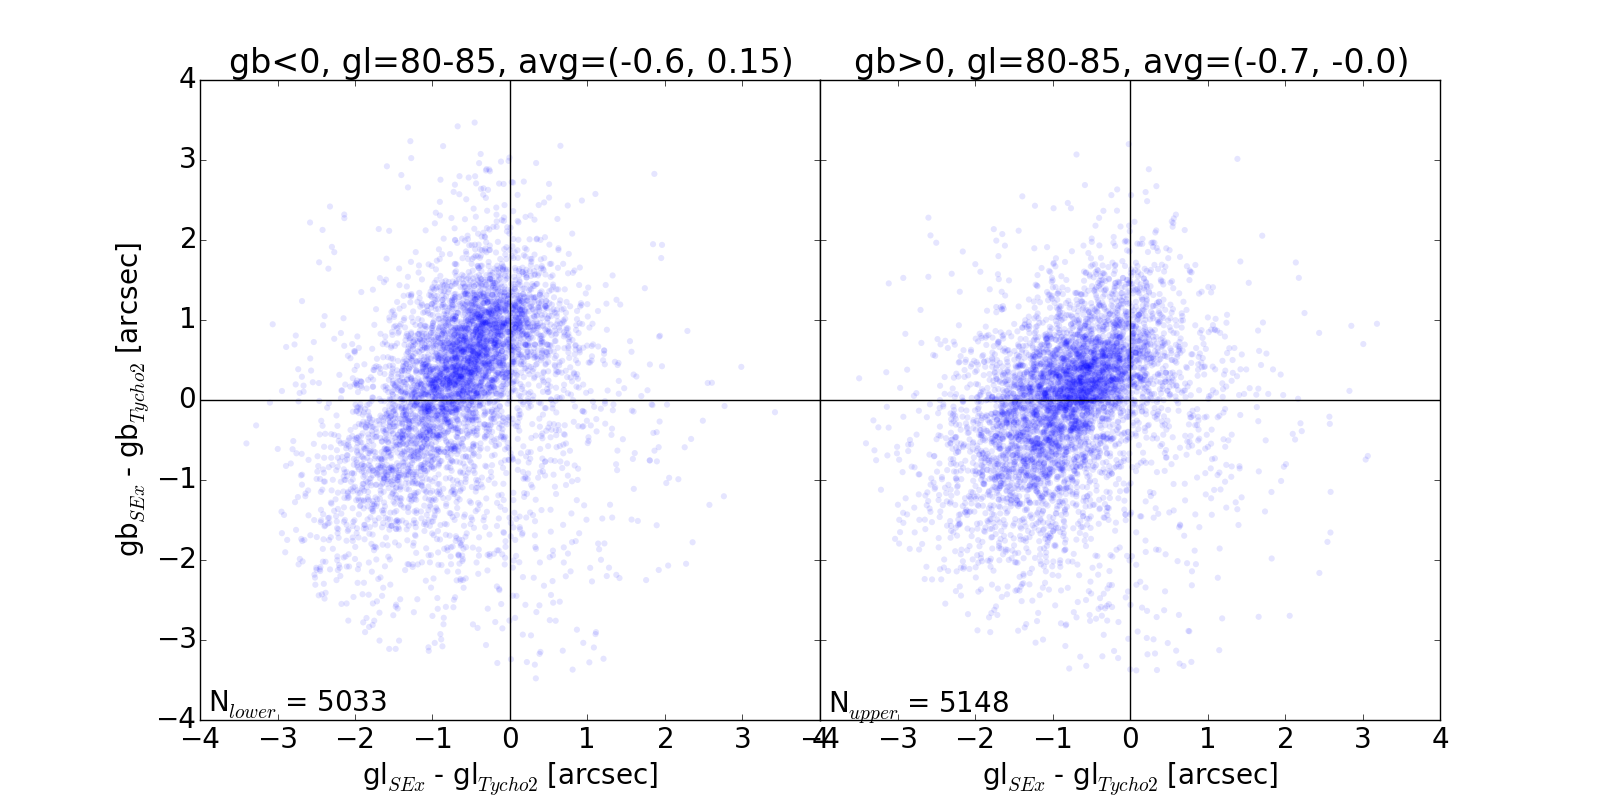 gb<0, gl=80-85, avg=(-0.6, 0.15)
gb>0, gl=80-85, avg=(-0.7, -0.0)
4
3
2
1
0
−1
−2
−3
−4
gb_SEx - gb_Tycho2 [arcsec]
N_lower = 5033
N_upper = 5148
−4 −3 −2 −1 0 1 2 3 4
−4 −3 −2 −1 0 1 2 3 4
gl_SEx - gl_Tycho2 [arcsec]
gl_SEx - gl_Tycho2 [arcsec]